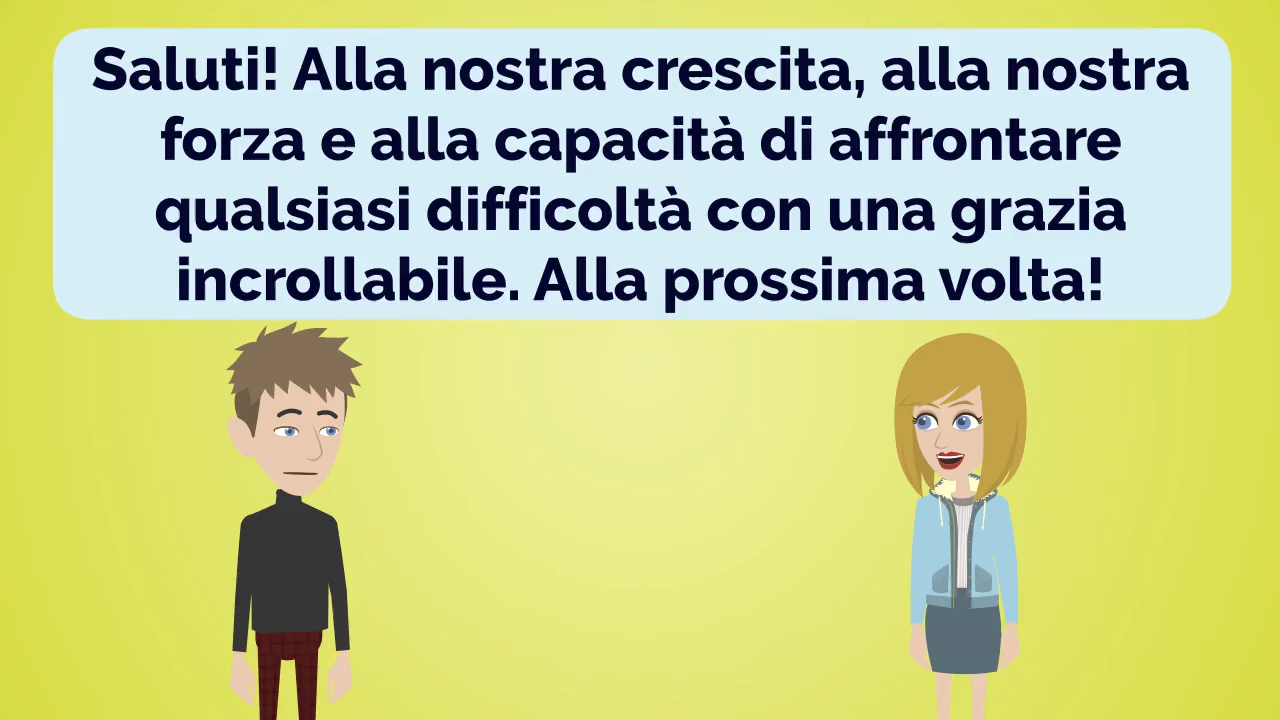 Saluti! Alla nostra crescita, alla nostra
forza e alla capacità di affrontare
qualsiasi difficoltà con una grazia
incrollabile. Alla prossima volta!